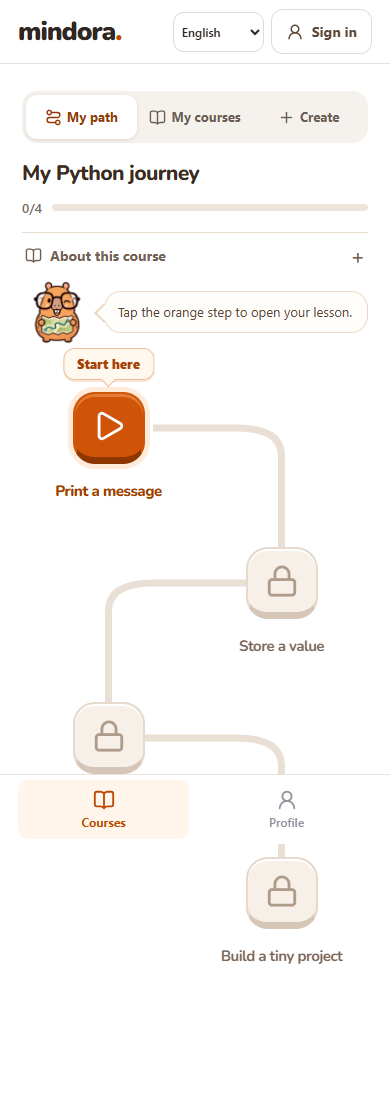 mindora.
English
Sign in
My path
My courses
+ Create
My Python journey
0/4
About this course
+
Tap the orange step to open your lesson.
Start here
Print a message
Store a value
Courses
Profile
Build a tiny project